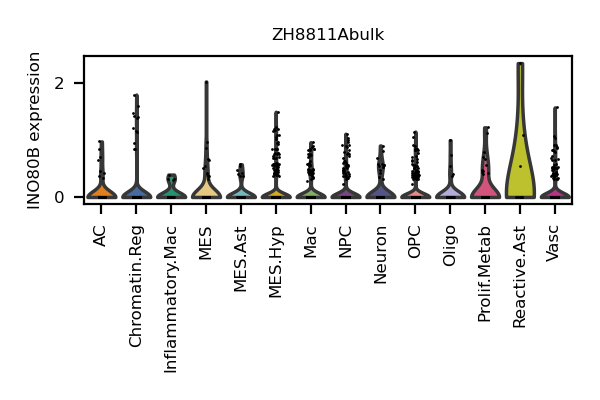 ZH8811Abulk
INO80B expression
2
0
AC
Chromatin.Reg
Inflammatory.Mac
MES
MES.Ast
MES.Hyp
Mac
NPC
Neuron
OPC
Oligo
Prolif.Metab
Reactive.Ast
Vasc